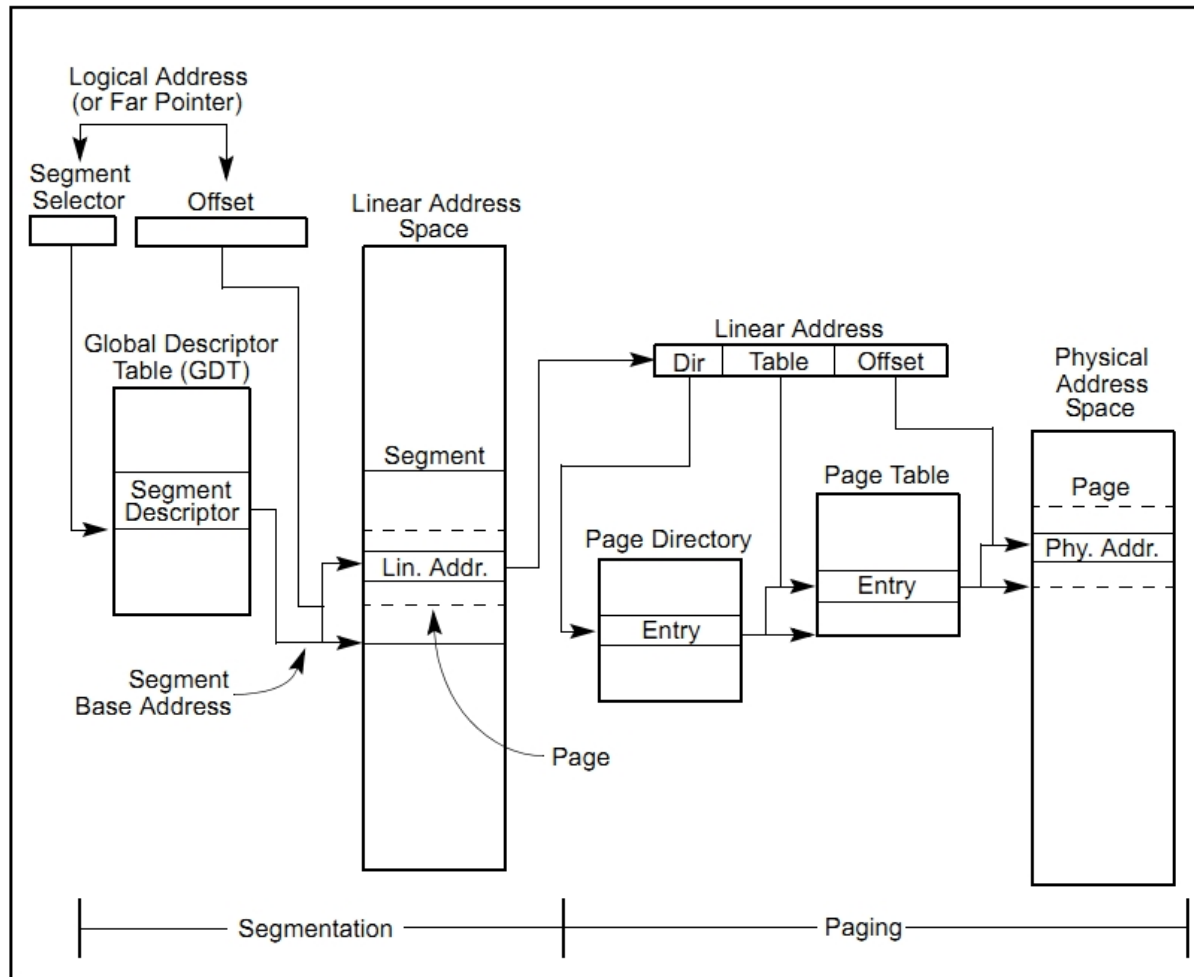 Logical Address
(or Far Pointer)
Segment
Selector
Offset
Linear Address
Space
Global Descriptor
Table (GDT)
Segment
Descriptor
Segment
Base Address
Segment
Lin. Addr.
Page
Linear Address
Dir
Table
Offset
Page Directory
Entry
Page Table
Entry
Physical
Address
Space
Page
Phy. Addr.
Segmentation
Paging